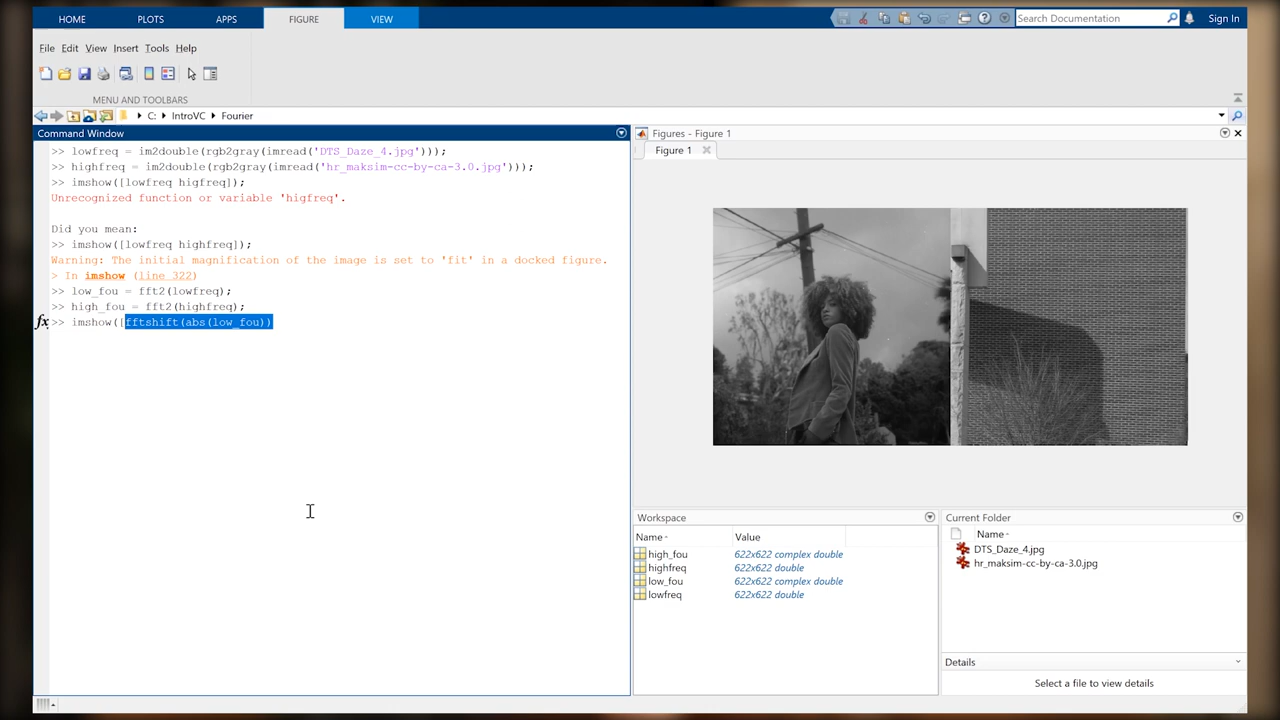 HOME PLOTS APPS FIGURE VIEW Search Documentation Sign In
File Edit View Insert Tools Help
MENU AND TOOLBARS
C: IntroVC Fourier
Command Window
>> lowfreq = im2double(rgb2gray(imread('DTS_Daze_4.jpg')));
>> highfreq = im2double(rgb2gray(imread('hr_maksim-cc-by-ca-3.0.jpg')));
>> imshow([lowfreq higfreq]);
Unrecognized function or variable 'higfreq'.
Did you mean:
>> imshow([lowfreq highfreq]);
Warning: The initial magnification of the image is set to 'fit' in a docked figure.
> In imshow (line 322)
>> low_fou = fft2(lowfreq);
>> high_fou = fft2(highfreq);
fx >> imshow([fftshift(abs(low_fou))
Figures - Figure 1
Figure 1
Workspace
Name Value
high_fou 622x622 complex double
highfreq 622x622 double
low_fou 622x622 complex double
lowfreq 622x622 double
Current Folder
Name
DTS_Daze_4.jpg
hr_maksim-cc-by-ca-3.0.jpg
Details
Select a file to view details